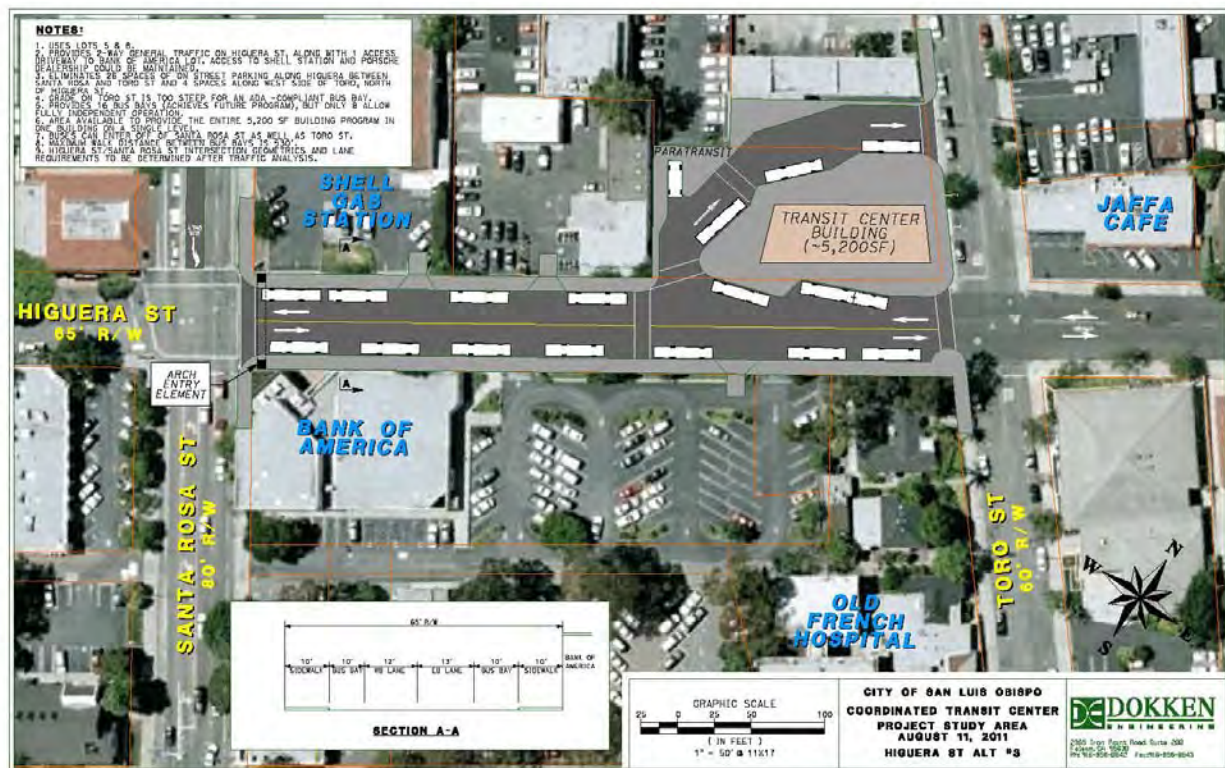 NOTES:
1. USES LOTS 5 & 6.
2. PROVIDES 2-WAY GENERAL TRAFFIC ON HIGUERA ST. ALONG WITH 1 ACCESS
DRIVEWAY TO BANK OF AMERICA LOT. ACCESS TO SHELL STATION AND PORSCHE
DEALERSHIP COULD BE MAINTAINED.
3. ELIMINATES 28 SPACES OF ON STREET PARKING ALONG HIGUERA BETWEEN
SANTA ROSA AND TORO ST AND 4 SPACES ALONG WEST SIDE OF TORO, NORTH
OF HIGUERA ST.
4. GRADE ON TORO ST IS TOO STEEP FOR AN ADA-COMPLIANT BUS BAY.
5. PROVIDES 16 BUS BAYS (ACHIEVES FUTURE PROGRAM), BUT ONLY 8 ALLOW
FULLY INDEPENDENT OPERATION.
6. AREA AVAILABLE TO PROVIDE THE ENTIRE 5,200 SF BUILDING PROGRAM IN
ONE BUILDING ON A SINGLE LEVEL.
7. BUSES CAN ENTER OFF OF SANTA ROSA ST AS WELL AS TORO ST.
8. MAXIMUM WALK DISTANCE BETWEEN BUS BAYS IS 530'.
9. HIGUERA ST/SANTA ROSA ST INTERSECTION GEOMETRICS AND LANE
REQUIREMENTS TO BE DETERMINED AFTER TRAFFIC ANALYSIS.
PARATRANSIT
SHELL
GAS
STATION
A
TRANSIT CENTER
BUILDING
(~5,200SF)
JAFFA
CAFE
HIGUERA ST
65' R/W
ARCH
ENTRY
ELEMENT
A
BANK OF
AMERICA
SANTA ROSA ST
80' R/W
TORO ST
60' R/W
OLD
FRENCH
HOSPITAL
N
W
E
S
65' R/W
10' 10' 12' 13' 10' 10'
SIDEWALK BUS BAY WB LANE EB LANE BUS BAY SIDEWALK
BANK OF
AMERICA
SECTION A-A
GRAPHIC SCALE
25 0 25 50 100
( IN FEET )
1" = 50' @ 11X17
CITY OF SAN LUIS OBISPO
COORDINATED TRANSIT CENTER
PROJECT STUDY AREA
AUGUST 11, 2011
HIGUERA ST ALT #3
DOKKEN
ENGINEERING